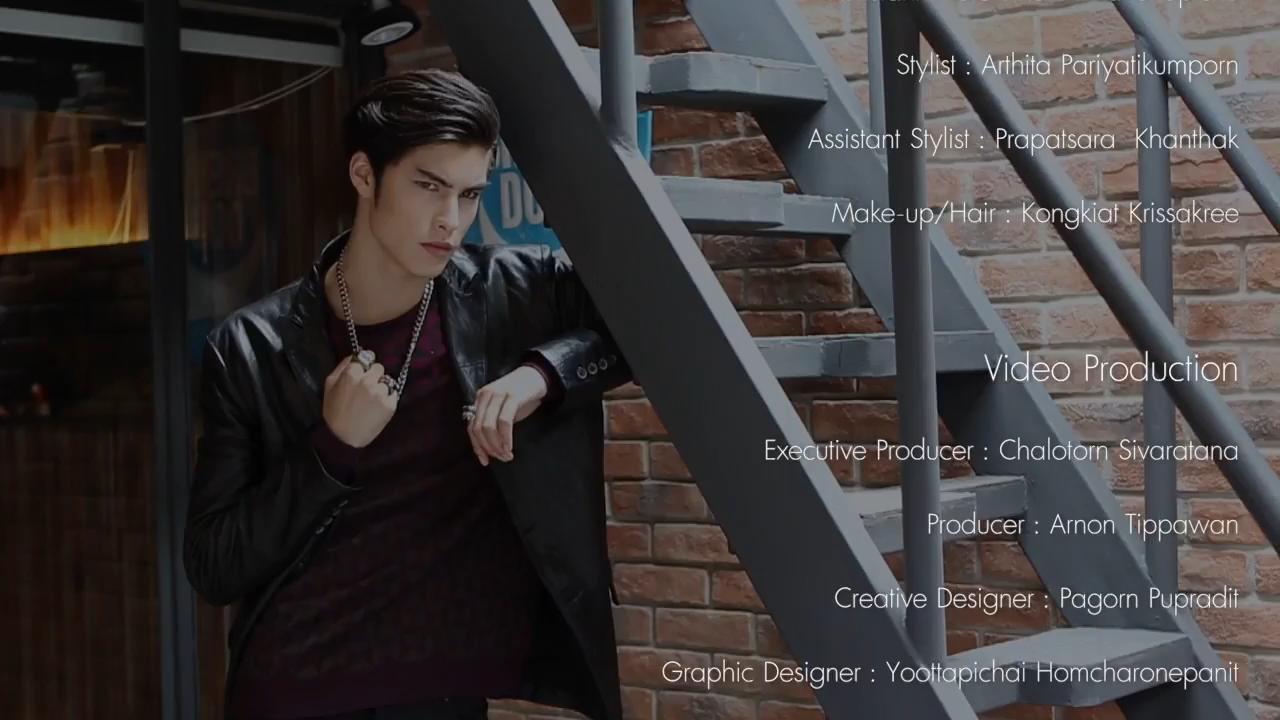 Stylist : Arthita Pariyatikumporn
Assistant Stylist : Prapatsara Khanthak
Make-up/Hair : Kongkiat Krissakree
Video Production
Executive Producer : Chalotorn Sivaratana
Producer : Arnon Tippawan
Creative Designer : Pagorn Pupradit
Graphic Designer : Yoottapichai Homcharonepanit